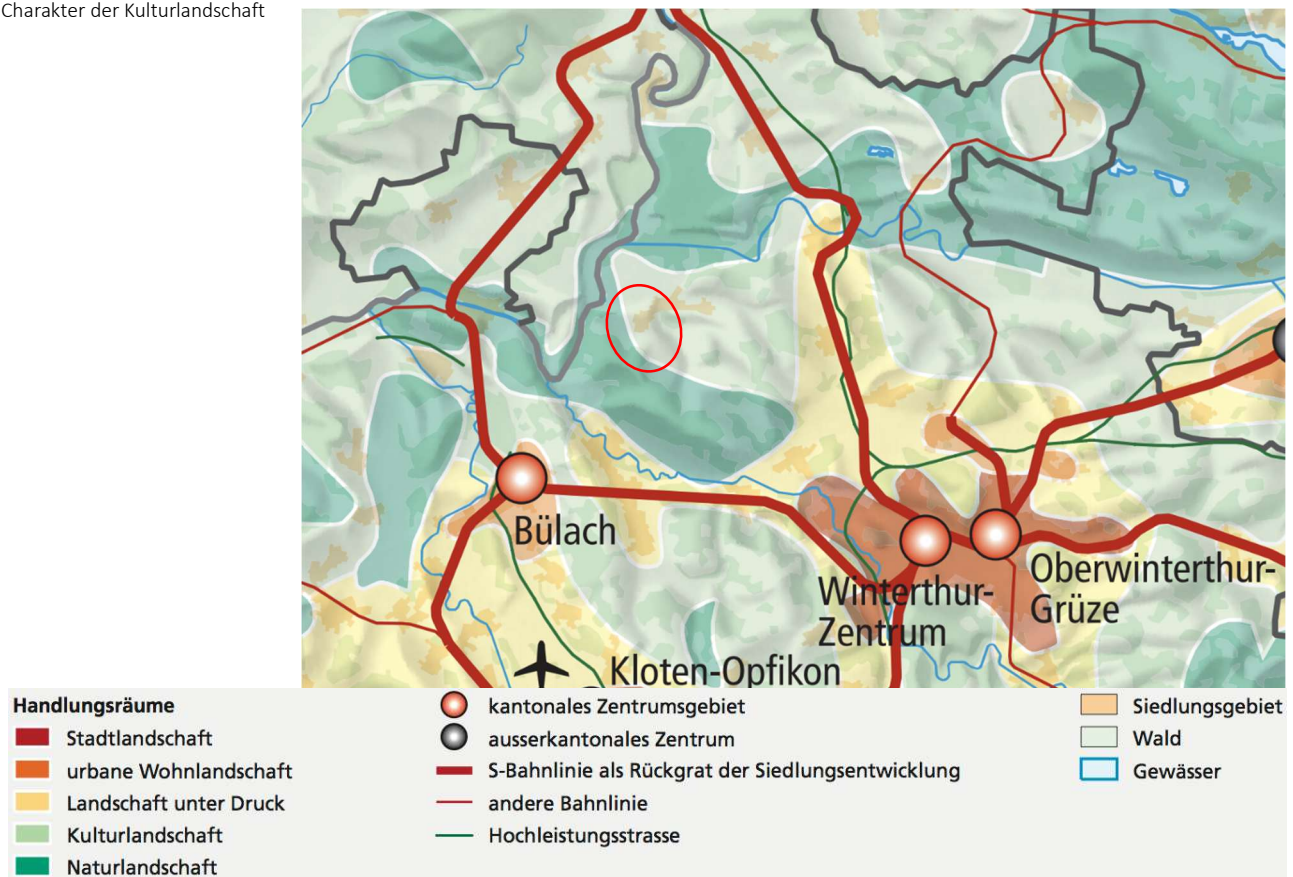 Charakter der Kulturlandschaft
Bülach
Winterthur-
Zentrum
Oberwinterthur-
Grüze
Kloten-Opfikon
Handlungsräume
Stadtlandschaft
urbane Wohnlandschaft
Landschaft unter Druck
Kulturlandschaft
Naturlandschaft
kantonales Zentrumsgebiet
ausserkantonales Zentrum
S-Bahnlinie als Rückgrat der Siedlungsentwicklung
andere Bahnlinie
Hochleistungsstrasse
Siedlungsgebiet
Wald
Gewässer